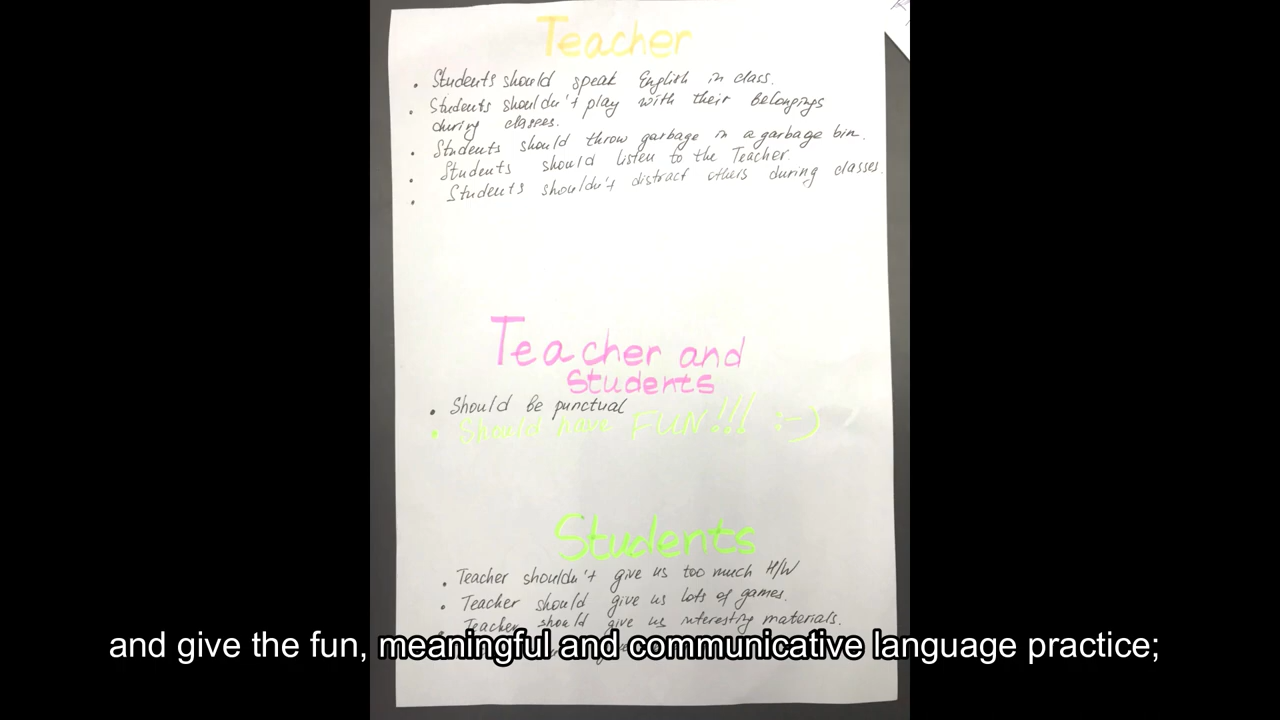 Teacher
• Students should speak English in class.
• Students shouldn't play with their belongings
during classes.
• Students should throw garbage in a garbage bin.
• Students should listen to the Teacher.
• Students shouldn't distract others during classes.
Teacher and
Students
• Should be punctual
• Should have FUN!!! :-)
Students
• Teacher shouldn't give us too much H/W
• Teacher should give us lots of games.
Teacher should give us interesting materials.
and give the fun, meaningful and communicative language practice;